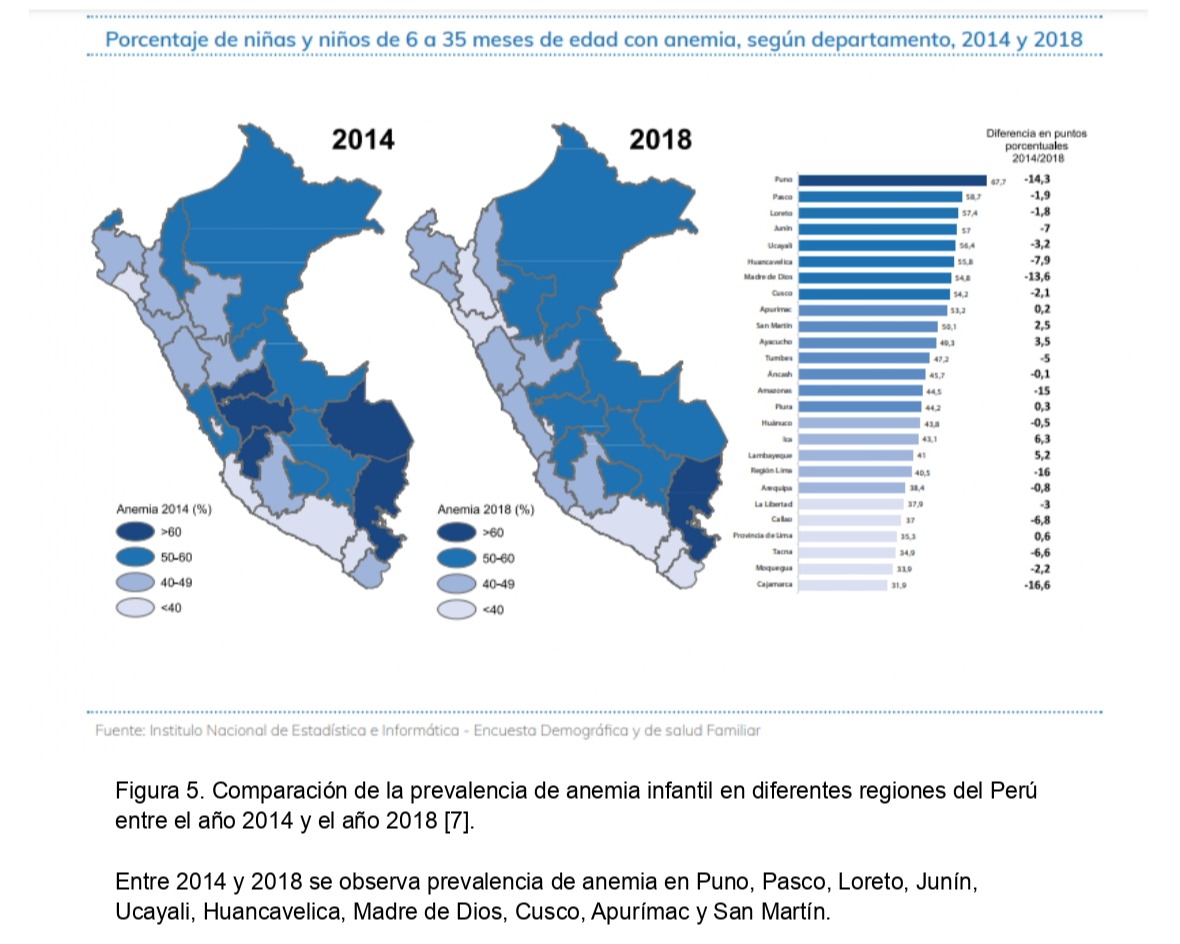 Porcentaje de niñas y niños de 6 a 35 meses de edad con anemia, según departamento, 2014 y 2018
2014
2018
Diferencia en puntos
porcentuales
2014/2018
Puno 67,7 -14,3
Pasco 58,7 -1,9
Loreto 57,4 -1,8
Junín 57 -7
Ucayali 56,4 -3,2
Huancavelica 55,8 -7,9
Madre de Dios 54,8 -13,6
Cusco 54,2 -2,1
Apurímac 53,2 0,2
San Martín 50,1 2,5
Ayacucho 49,3 3,5
Tumbes 47,2 -5
Áncash 45,7 -0,1
Amazonas 44,5 -15
Piura 44,2 0,3
Huánuco 43,8 -0,5
Ica 43,1 6,3
Lambayeque 41 5,2
Región Lima 40,5 -16
Arequipa 38,4 -0,8
La Libertad 37,9 -3
Callao 37 -6,8
Provincia de Lima 35,3 0,6
Tacna 34,9 -6,6
Moquegua 33,9 -2,2
Cajamarca 31,9 -16,6
Anemia 2014 (%)
>60
50-60
40-49
<40
Anemia 2018 (%)
>60
50-60
40-49
<40
Fuente: Institulo Nacional de Estadística e Informática - Encuesta Demográfica y de salud Familiar
Figura 5. Comparación de la prevalencia de anemia infantil en diferentes regiones del Perú
entre el año 2014 y el año 2018 [7].
Entre 2014 y 2018 se observa prevalencia de anemia en Puno, Pasco, Loreto, Junín,
Ucayali, Huancavelica, Madre de Dios, Cusco, Apurímac y San Martín.